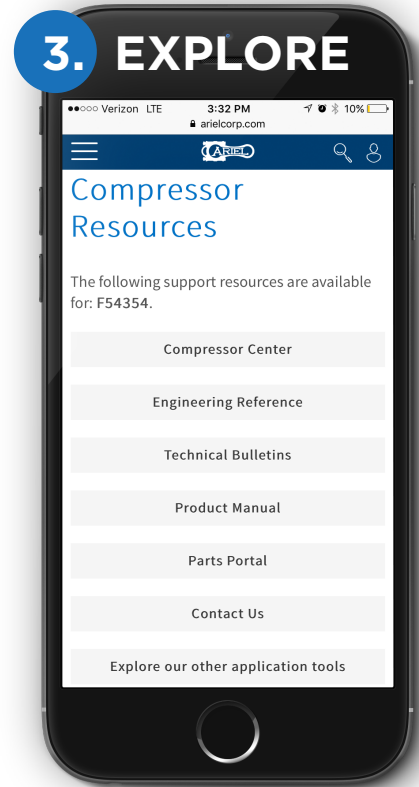 3. EXPLORE
Verizon LTE 3:32 PM 10%
arielcorp.com
ARIEL
Compressor
Resources
The following support resources are available
for: F54354.
Compressor Center
Engineering Reference
Technical Bulletins
Product Manual
Parts Portal
Contact Us
Explore our other application tools